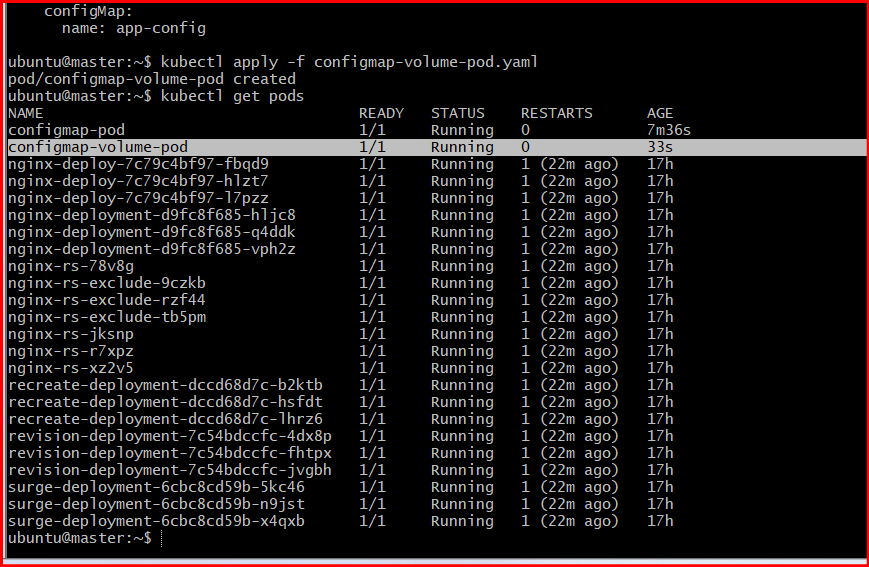 configMap:
name: app-config
ubuntu@master:~$ kubectl apply -f configmap-volume-pod.yaml
pod/configmap-volume-pod created
ubuntu@master:~$ kubectl get pods
NAME READY STATUS RESTARTS AGE
configmap-pod 1/1 Running 0 7m36s
configmap-volume-pod 1/1 Running 0 33s
nginx-deploy-7c79c4bf97-fbqd9 1/1 Running 1 (22m ago) 17h
nginx-deploy-7c79c4bf97-hlzt7 1/1 Running 1 (22m ago) 17h
nginx-deploy-7c79c4bf97-l7pzz 1/1 Running 1 (22m ago) 17h
nginx-deployment-d9fc8f685-hljc8 1/1 Running 1 (22m ago) 17h
nginx-deployment-d9fc8f685-q4ddk 1/1 Running 1 (22m ago) 17h
nginx-deployment-d9fc8f685-vph2z 1/1 Running 1 (22m ago) 17h
nginx-rs-78v8g 1/1 Running 1 (22m ago) 17h
nginx-rs-exclude-9czkb 1/1 Running 1 (22m ago) 17h
nginx-rs-exclude-rzf44 1/1 Running 1 (22m ago) 17h
nginx-rs-exclude-tb5pm 1/1 Running 1 (22m ago) 17h
nginx-rs-jksnp 1/1 Running 1 (22m ago) 17h
nginx-rs-r7xpz 1/1 Running 1 (22m ago) 17h
nginx-rs-xz2v5 1/1 Running 1 (22m ago) 17h
recreate-deployment-dccd68d7c-b2ktb 1/1 Running 1 (22m ago) 17h
recreate-deployment-dccd68d7c-hsfdt 1/1 Running 1 (22m ago) 17h
recreate-deployment-dccd68d7c-lhrz6 1/1 Running 1 (22m ago) 17h
revision-deployment-7c54bdccfc-4dx8p 1/1 Running 1 (22m ago) 17h
revision-deployment-7c54bdccfc-fhtpx 1/1 Running 1 (22m ago) 17h
revision-deployment-7c54bdccfc-jvgbh 1/1 Running 1 (22m ago) 17h
surge-deployment-6cbc8cd59b-5kc46 1/1 Running 1 (22m ago) 17h
surge-deployment-6cbc8cd59b-n9jst 1/1 Running 1 (22m ago) 17h
surge-deployment-6cbc8cd59b-x4qxb 1/1 Running 1 (22m ago) 17h
ubuntu@master:~$